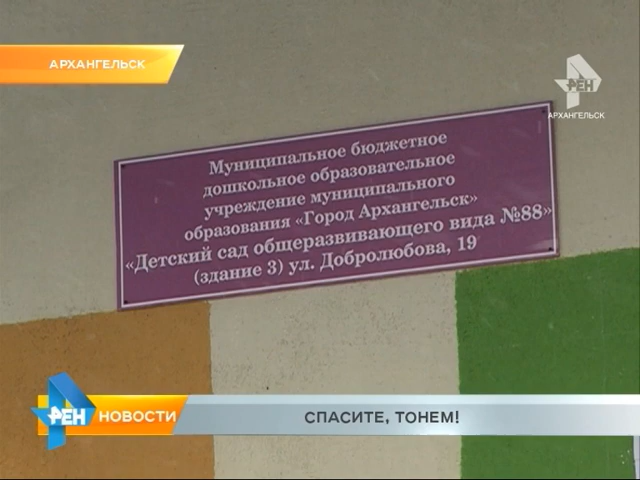 АРХАНГЕЛЬСК
РЕН
АРХАНГЕЛЬСК
Муниципальное бюджетное
дошкольное образовательное
учреждение муниципального
образования «Город Архангельск»
«Детский сад общеразвивающего вида №88»
(здание 3) ул. Добролюбова, 19
РЕН НОВОСТИ
СПАСИТЕ, ТОНЕМ!